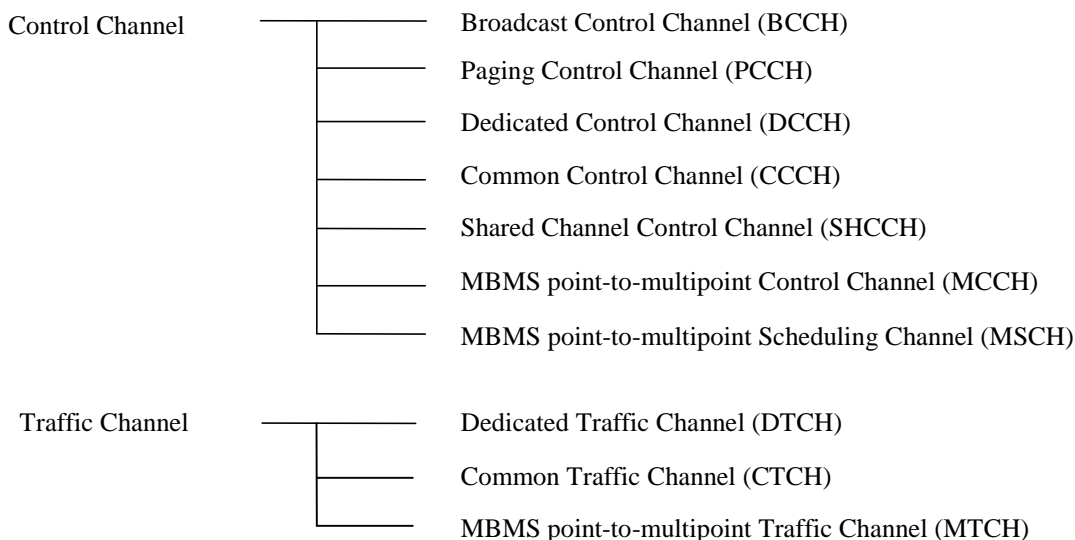 Control Channel
Broadcast Control Channel (BCCH)
Paging Control Channel (PCCH)
Dedicated Control Channel (DCCH)
Common Control Channel (CCCH)
Shared Channel Control Channel (SHCCH)
MBMS point-to-multipoint Control Channel (MCCH)
MBMS point-to-multipoint Scheduling Channel (MSCH)
Traffic Channel
Dedicated Traffic Channel (DTCH)
Common Traffic Channel (CTCH)
MBMS point-to-multipoint Traffic Channel (MTCH)